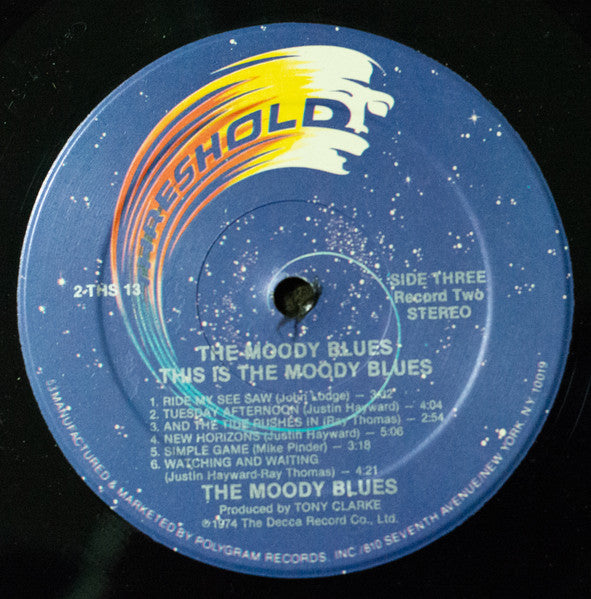 THRESHOLD
2-THS 13
SIDE THREE
Record Two
STEREO
THE MOODY BLUES
THIS IS THE MOODY BLUES
1. RIDE MY SEE SAW (John Lodge) — 3:02
2. TUESDAY AFTERNOON (Justin Hayward) — 4:04
3. AND THE TIDE RUSHES IN (Ray Thomas) — 2:54
4. NEW HORIZONS (Justin Hayward) — 5:06
5. SIMPLE GAME (Mike Pinder) — 3:18
6. WATCHING AND WAITING
(Justin Hayward-Ray Thomas) — 4:21
THE MOODY BLUES
Produced by TONY CLARKE
℗1974 The Decca Record Co., Ltd.
MANUFACTURED & MARKETED BY POLYGRAM RECORDS, INC /810 SEVENTH AVENUE/NEW YORK, NY 10019